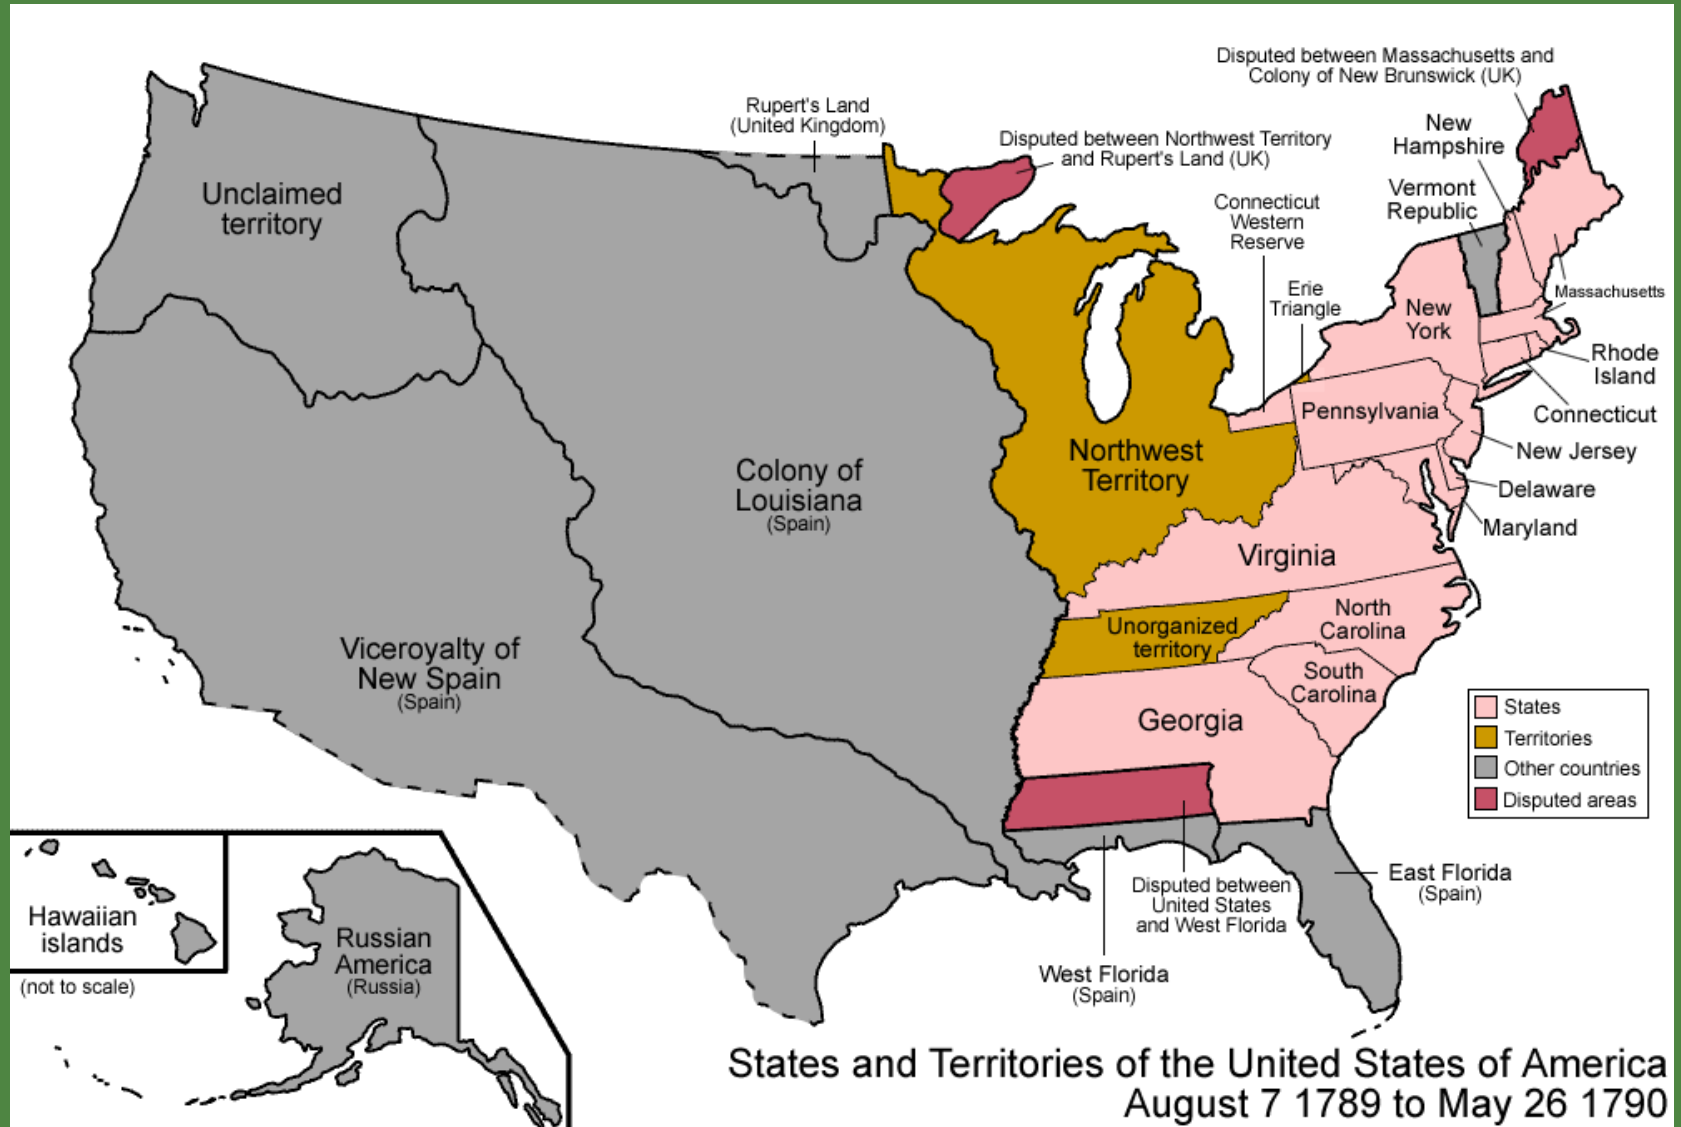 Disputed between Massachusetts and
Colony of New Brunswick (UK)
Rupert's Land
(United Kingdom)
Disputed between Northwest Territory
and Rupert's Land (UK)
New
Hampshire
Vermont
Republic
Unclaimed
territory
Connecticut
Western
Reserve
Erie
Triangle
Massachusetts
New
York
Rhode
Island
Pennsylvania
Connecticut
New Jersey
Northwest
Territory
Delaware
Maryland
Colony of
Louisiana
(Spain)
Virginia
North
Carolina
Unorganized
territory
Viceroyalty of
New Spain
(Spain)
South
Carolina
Georgia
States
Territories
Other countries
Disputed areas
East Florida
(Spain)
Disputed between
United States
and West Florida
West Florida
(Spain)
Hawaiian
islands
(not to scale)
Russian
America
(Russia)
States and Territories of the United States of America
August 7 1789 to May 26 1790